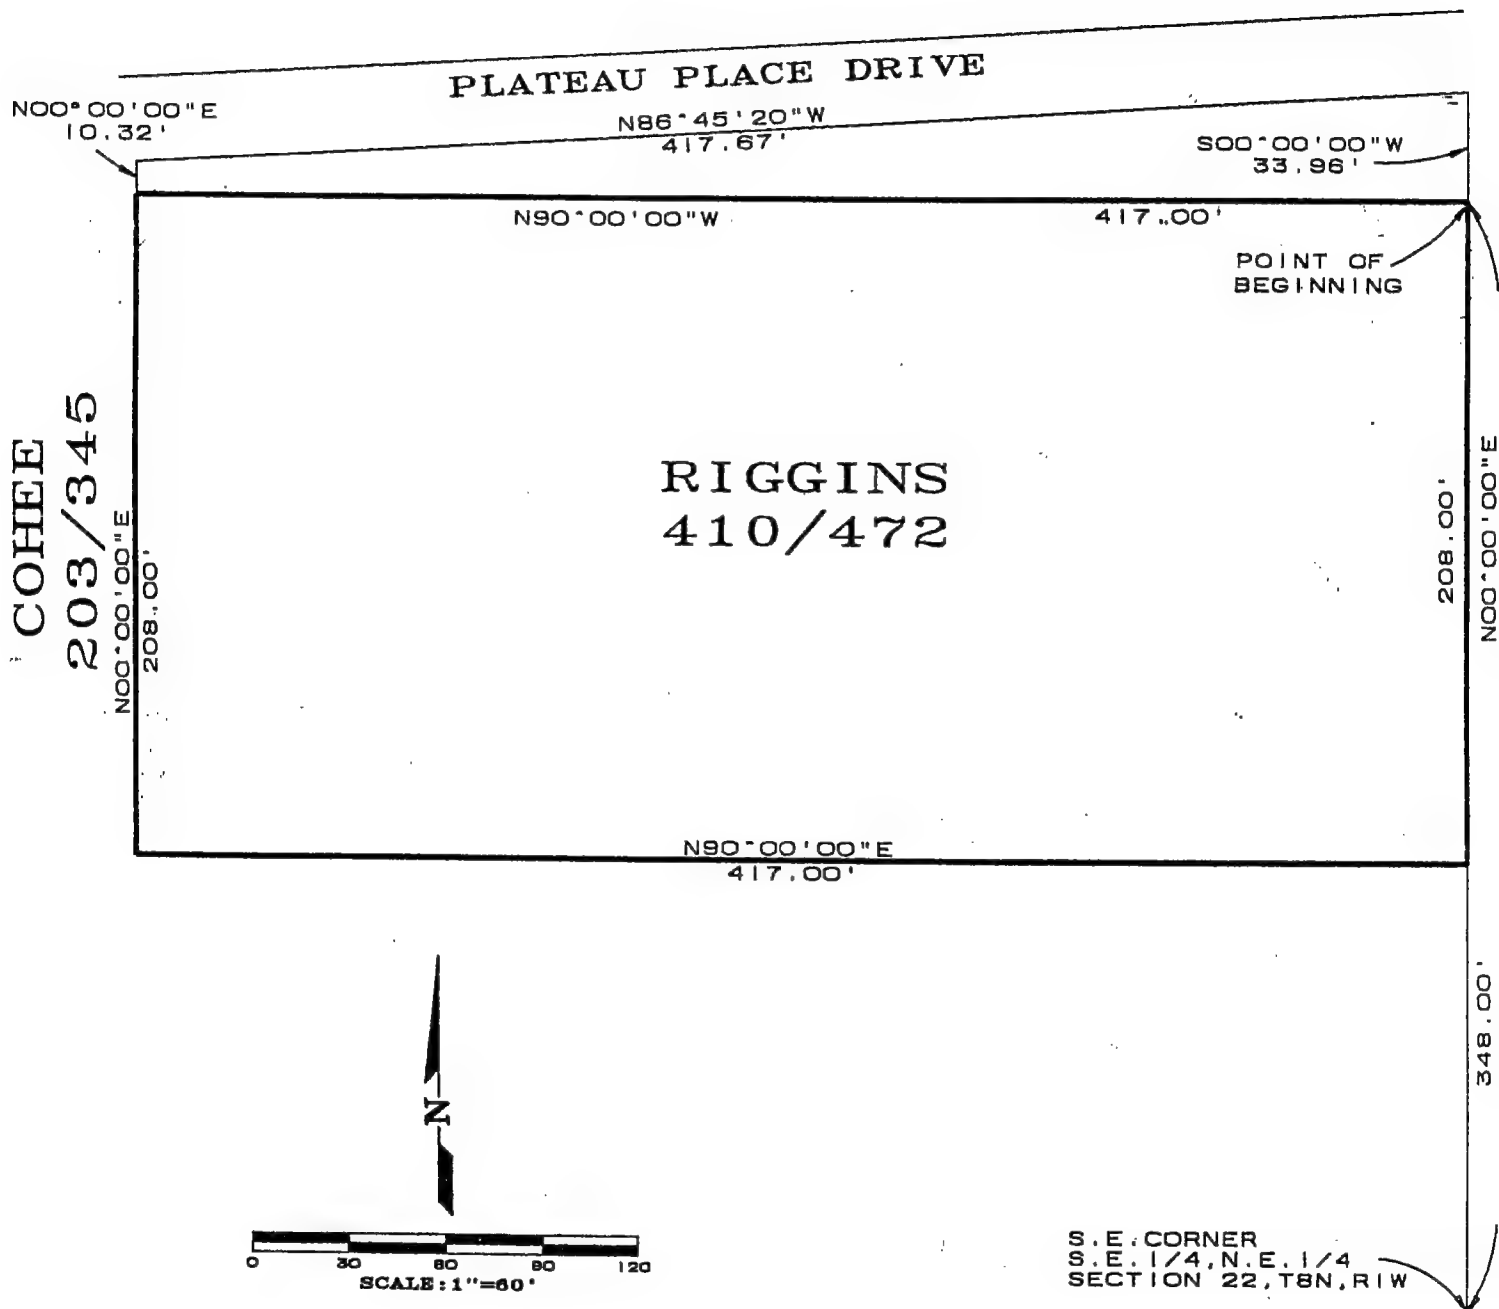 PLATEAU PLACE DRIVE
N00°00'00"E
10.32'
N86°45'20"W
417.67'
S00°00'00"W
33.96'
N90°00'00"W
417.00'
POINT OF
BEGINNING
COHEE
203/345
N00°00'00"E
208.00'
RIGGINS
410/472
208.00'
N00°00'00"E
N90°00'00"E
417.00'
348.00'
N
0 30 60 90 120
SCALE:1"=60'
S.E.CORNER
S.E.1/4,N.E.1/4
SECTION 22,T8N,R1W